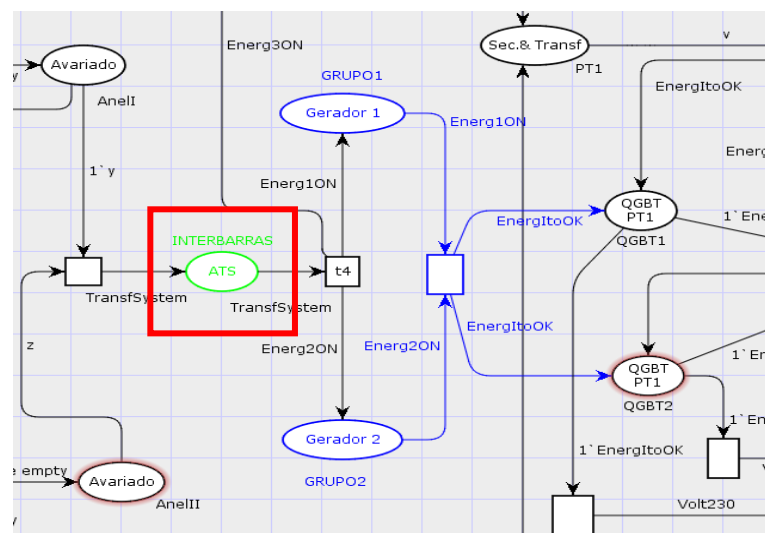 v
Energ3ON
Sec.& Transf
PT1
Avariado
y
AnelI
GRUPO1
EnergItoOK
Gerador 1
Energ1ON
Energ
1`y
Energ1ON
QGBT
PT1
1`Ene
EnergItoOK
QGBT1
INTERBARRAS
ATS
t4
TransfSystem
TransfSystem
EnergItoOK
z
Energ2ON
Energ2ON
1`Er
QGBT
PT1
QGBT2
1`En
Gerador 2
1`EnergItoOK
e empty
Avariado
GRUPO2
AnelII
Volt230